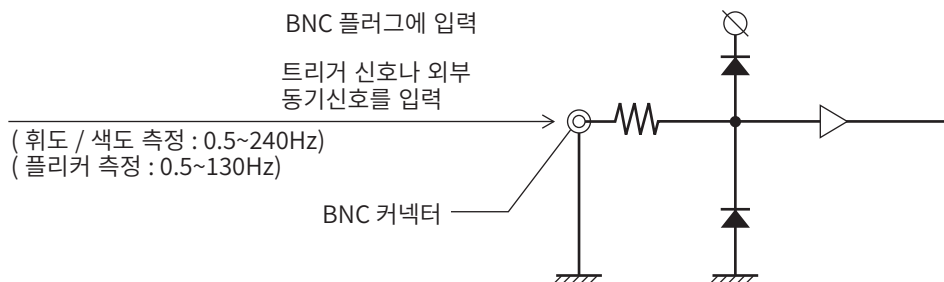 BNC 플러그에 입력
트리거 신호나 외부
동기신호를 입력
( 휘도 / 색도 측정 : 0.5~240Hz)
( 플리커 측정 : 0.5~130Hz)
BNC 커넥터